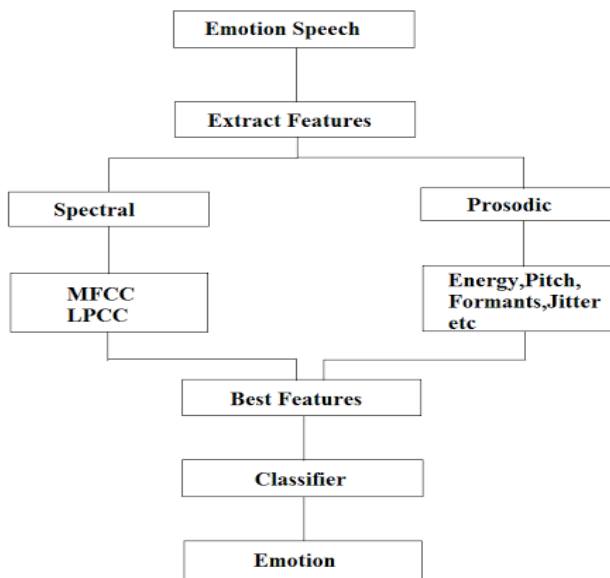 Emotion Speech
Extract Features
Spectral
Prosodic
MFCC
LPCC
Energy,Pitch,
Formants,Jitter
etc
Best Features
Classifier
Emotion